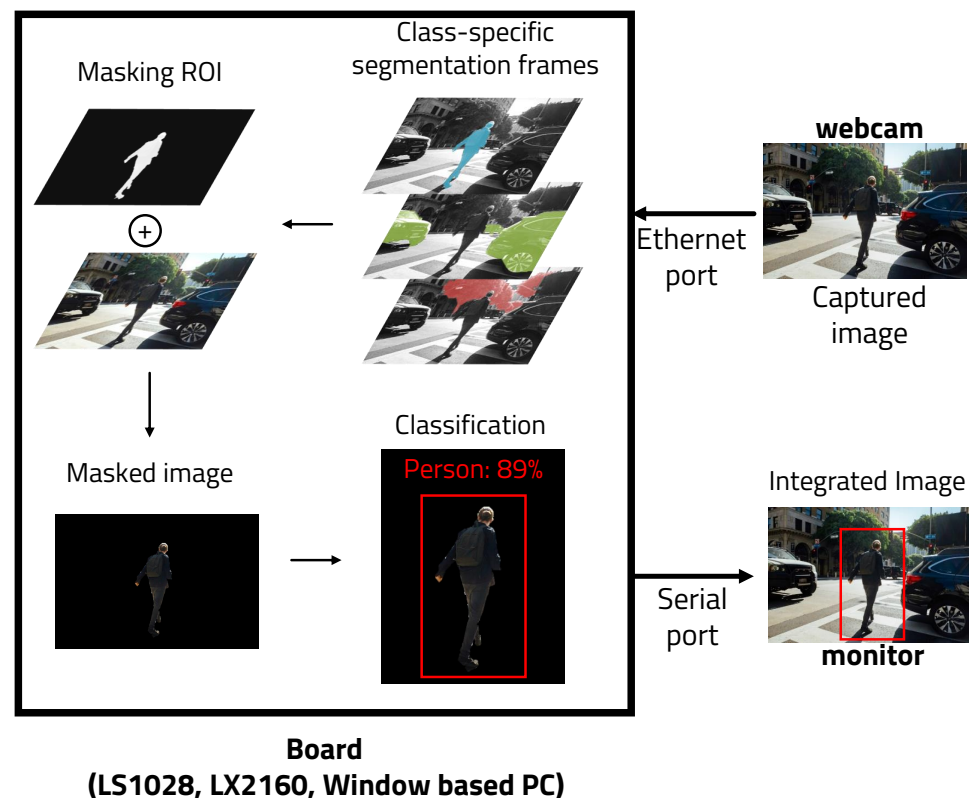 Class-specific
segmentation frames
Masking ROI
+
webcam
Ethernet
port
Captured
image
Classification
Person: 89%
Masked image
Integrated Image
Serial
port
monitor
Board
(LS1028, LX2160, Window based PC)